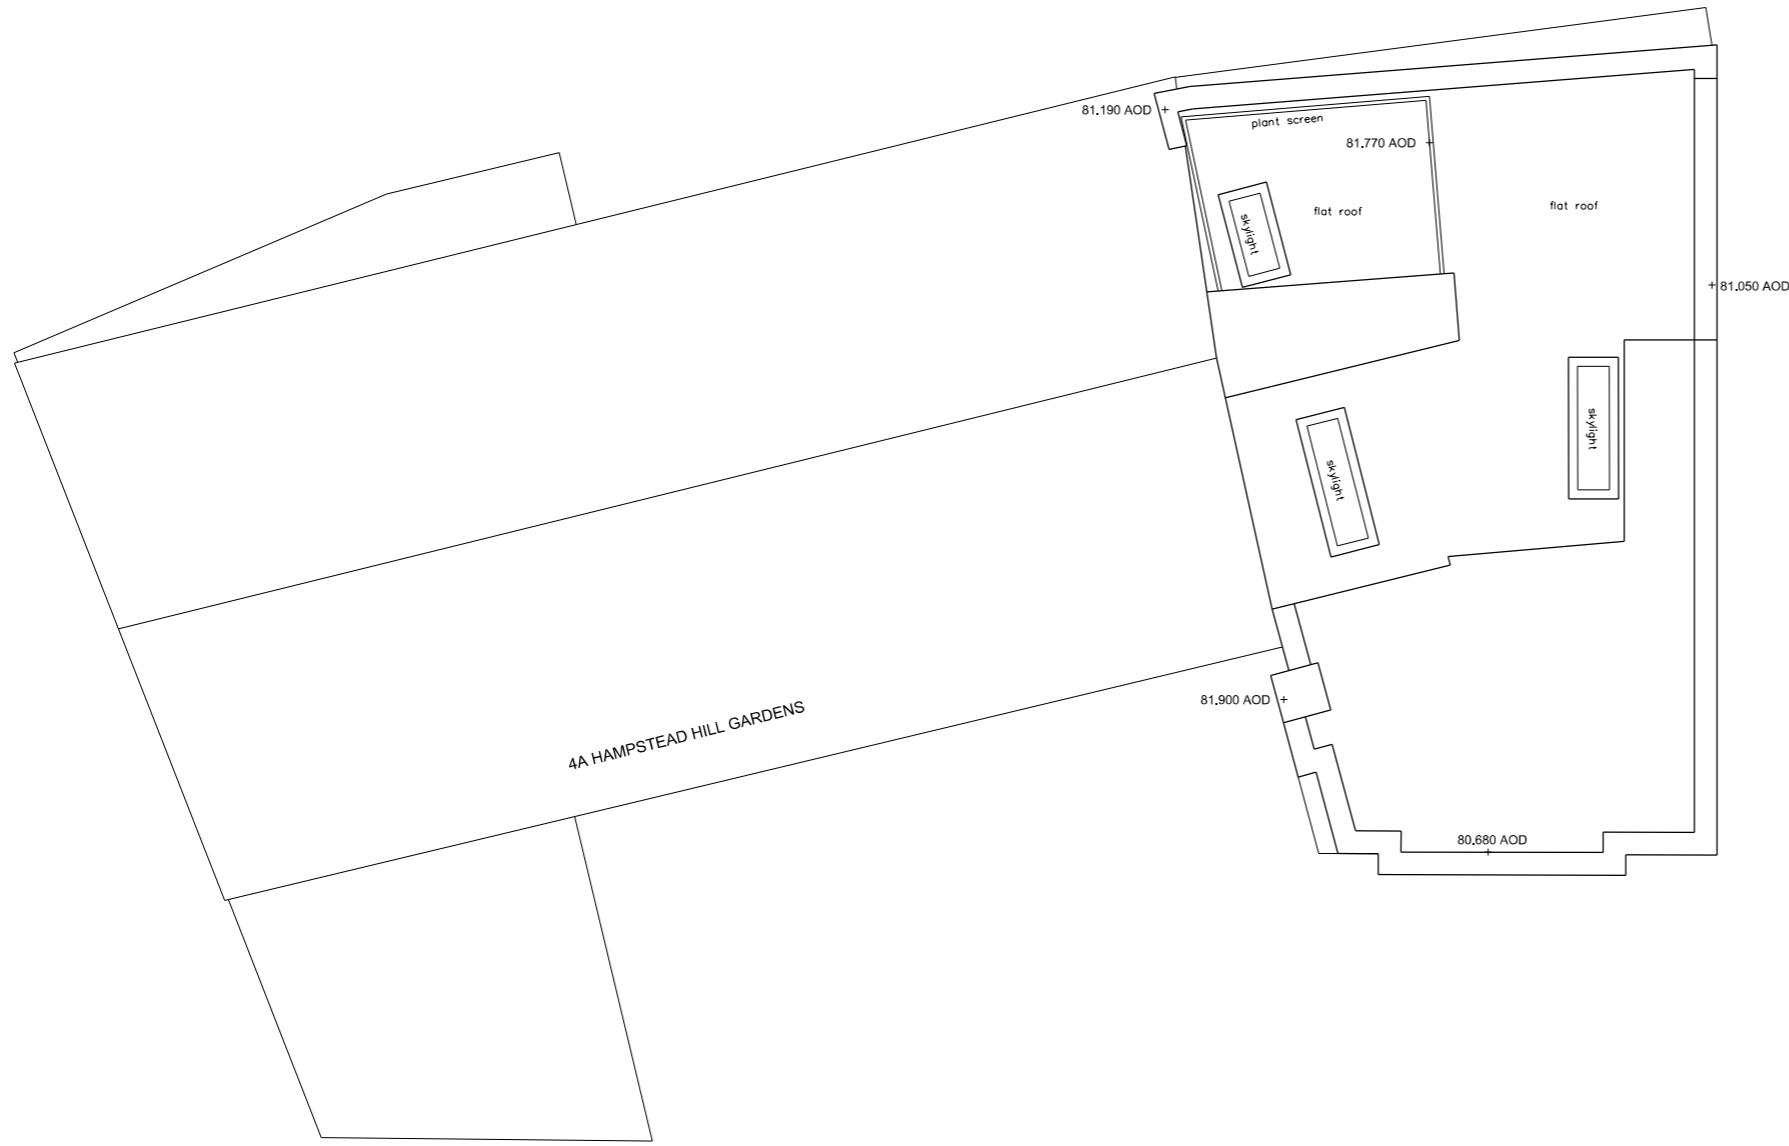 81.190 AOD
plant screen
81.770 AOD
flat roof
flat roof
skylight
81.050 AOD
skylight
skylight
81.900 AOD
4A HAMPSTEAD HILL GARDENS
80.680 AOD